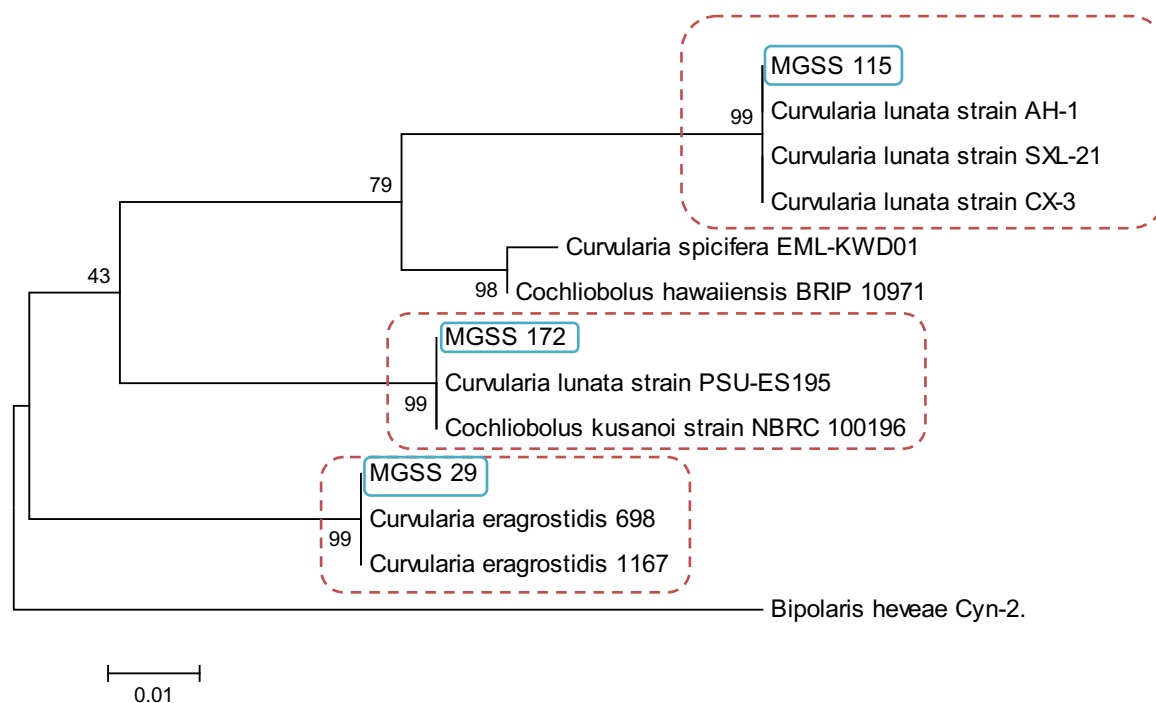 MGSS 115
99
Curvularia lunata strain AH-1
Curvularia lunata strain SXL-21
79
Curvularia lunata strain CX-3
Curvularia spicifera EML-KWD01
43
98
Cochliobolus hawaiiensis BRIP 10971
MGSS 172
Curvularia lunata strain PSU-ES195
99
Cochliobolus kusanoi strain NBRC 100196
MGSS 29
Curvularia eragrostidis 698
99
Curvularia eragrostidis 1167
Bipolaris heveae Cyn-2.
0.01